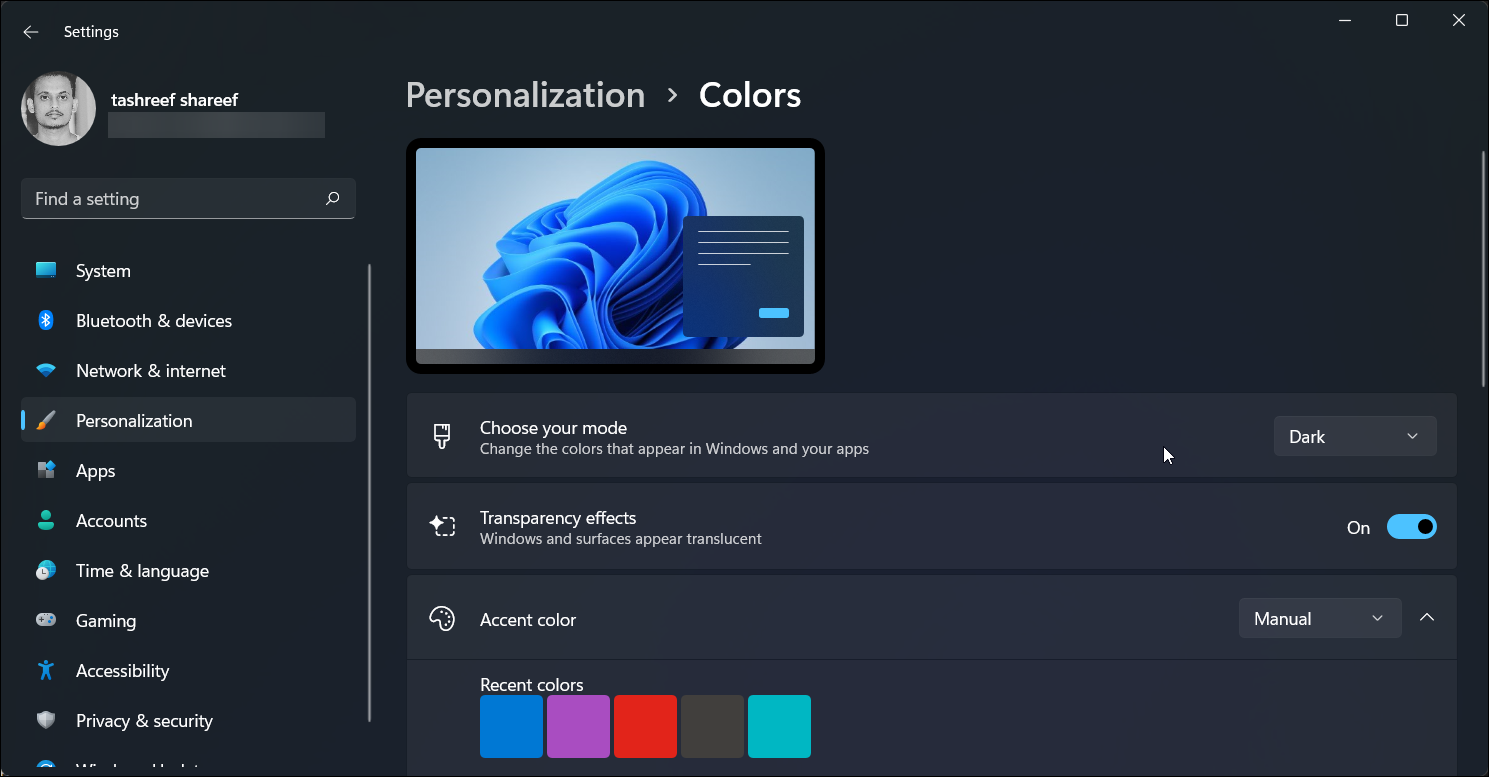 Settings
tashreef shareef
Find a setting
System
Bluetooth & devices
Network & internet
Personalization
Apps
Accounts
Time & language
Gaming
Accessibility
Privacy & security
Personalization > Colors
Choose your mode
Change the colors that appear in Windows and your apps
Dark
Transparency effects
Windows and surfaces appear translucent
On
Accent color
Manual
Recent colors